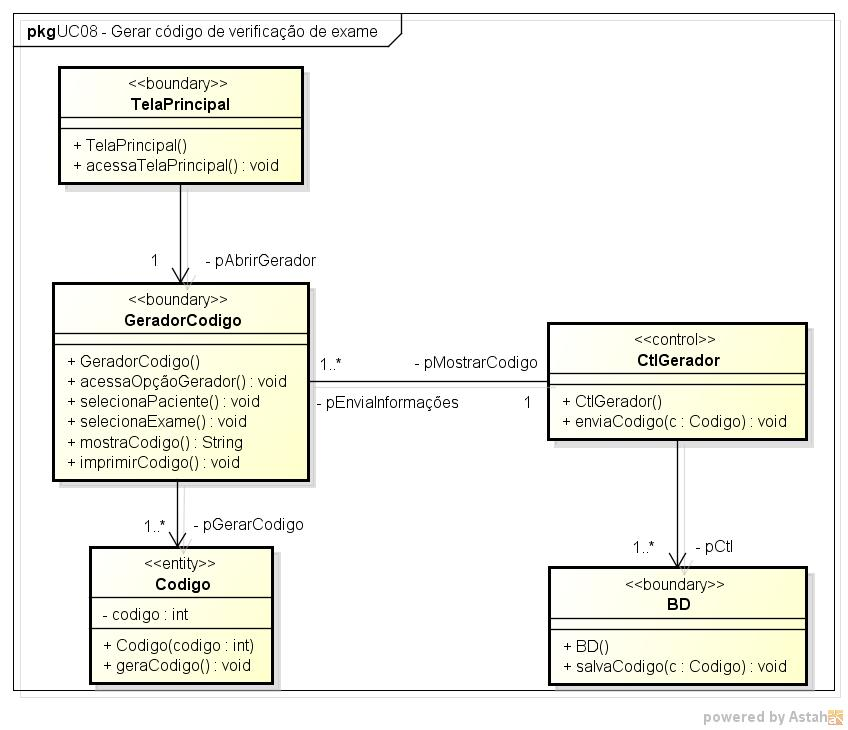 pkg UC08 - Gerar código de verificação de exame
<<boundary>>
TelaPrincipal
+ TelaPrincipal()
+ acessaTelaPrincipal() : void
1
- pAbrirGerador
<<boundary>>
GeradorCodigo
+ GeradorCodigo()
+ acessaOpçãoGerador() : void
+ selecionaPaciente() : void
+ selecionaExame() : void
+ mostraCodigo() : String
+ imprimirCodigo() : void
1..*
- pMostrarCodigo
- pEnviaInformações
1
<<control>>
CtlGerador
+ CtlGerador()
+ enviaCodigo(c : Codigo) : void
1..*
- pGerarCodigo
<<entity>>
Codigo
- codigo : int
+ Codigo(codigo : int)
+ geraCodigo() : void
1..*
- pCtl
<<boundary>>
BD
+ BD()
+ salvaCodigo(c : Codigo) : void
powered by Astah